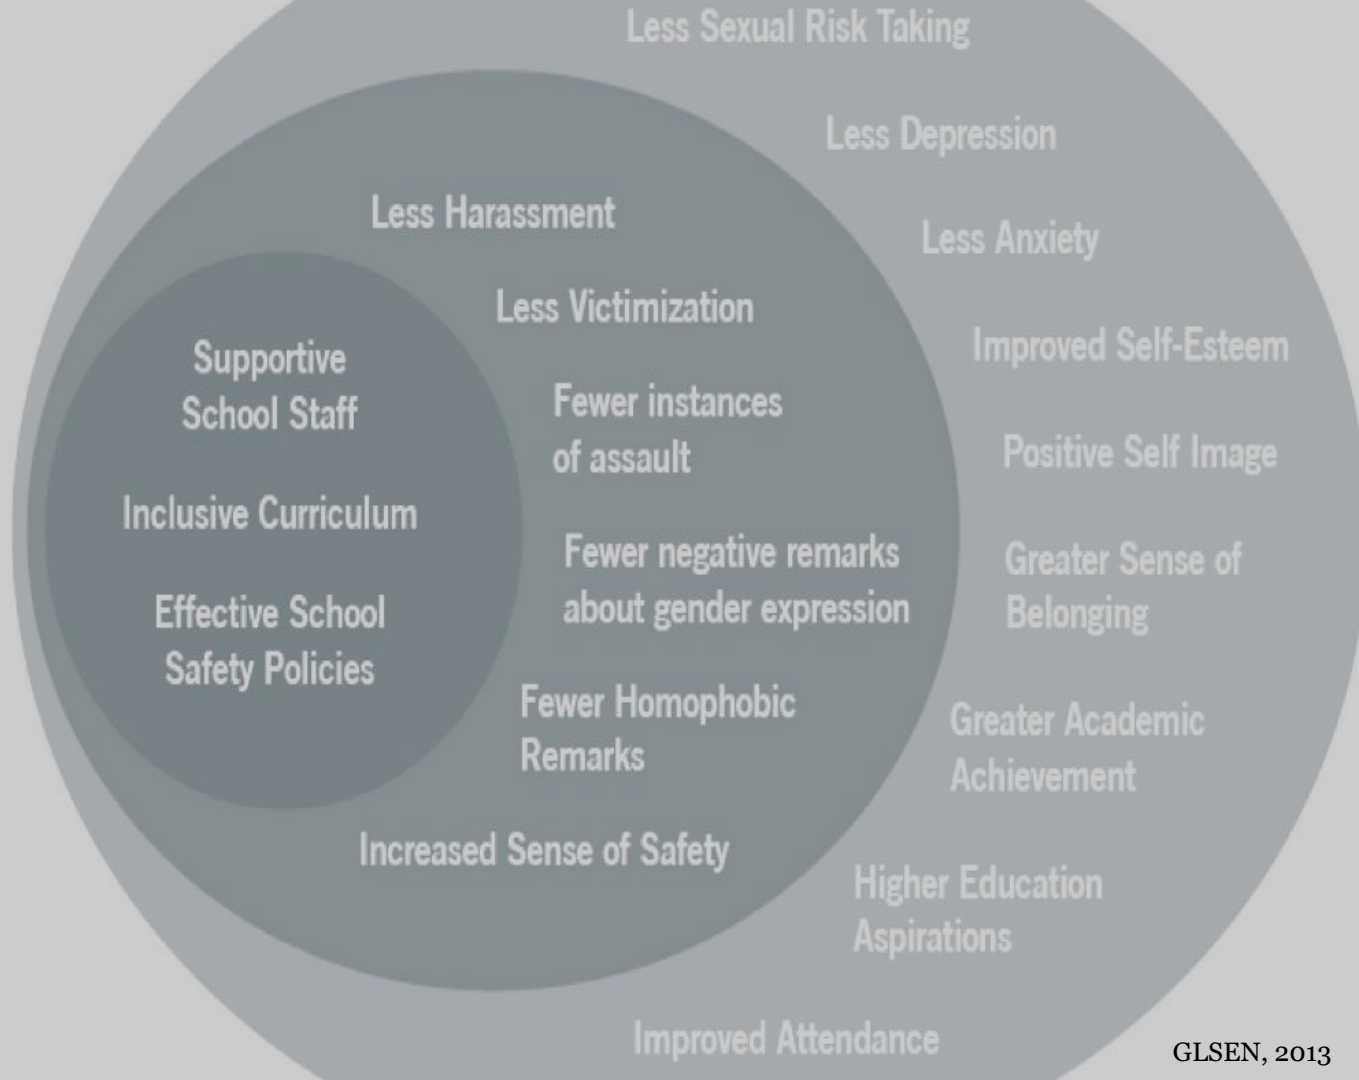 Supportive
School Staff
Inclusive Curriculum
Effective School
Safety Policies
Less Harassment
Less Victimization
Fewer instances
of assault
Fewer negative remarks
about gender expression
Fewer Homophobic
Remarks
Increased Sense of Safety
Less Sexual Risk Taking
Less Depression
Less Anxiety
Improved Self-Esteem
Positive Self Image
Greater Sense of
Belonging
Greater Academic
Achievement
Higher Education
Aspirations
Improved Attendance
GLSEN, 2013